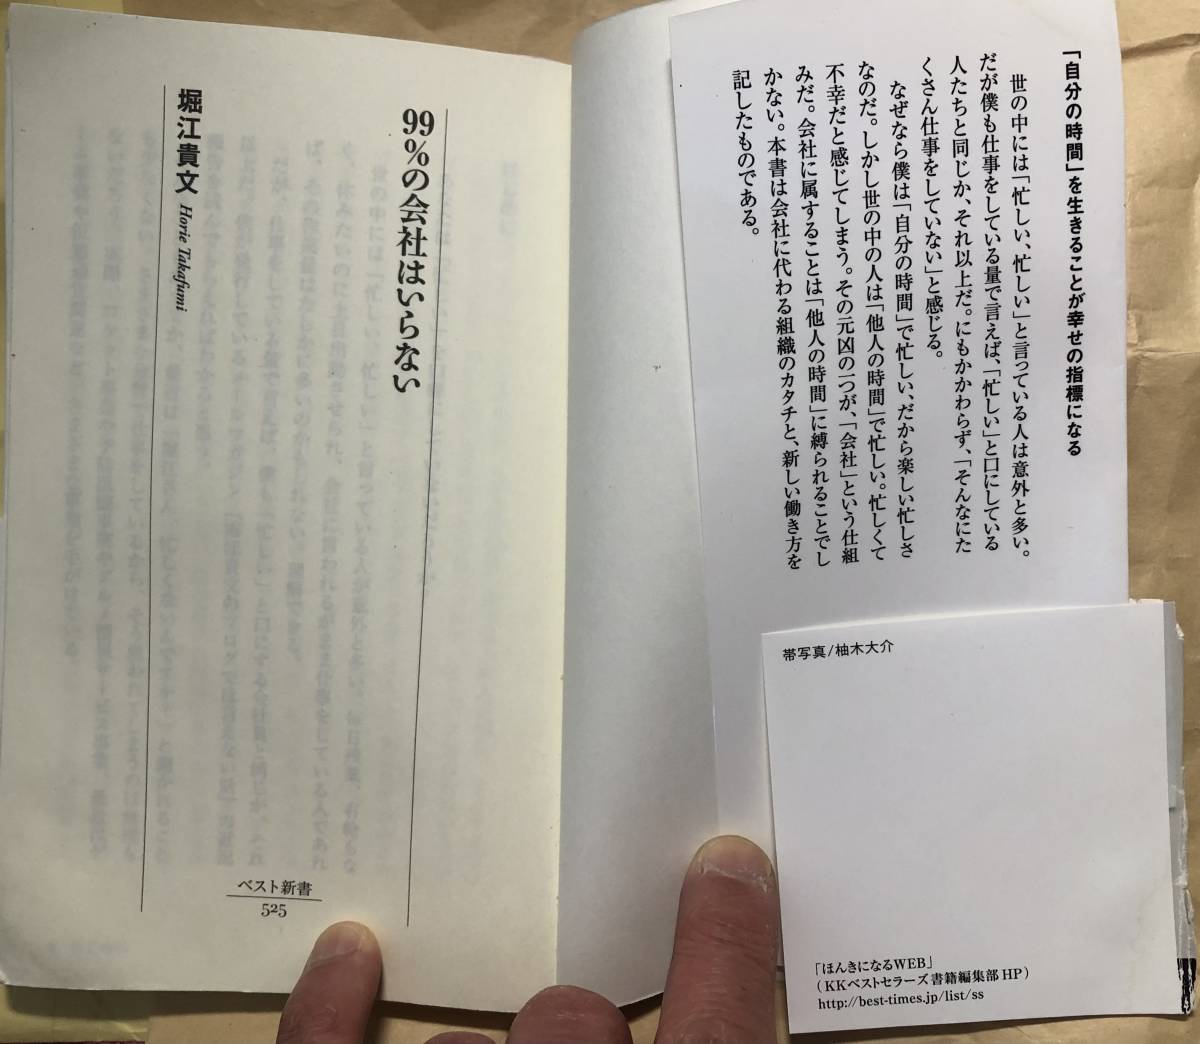 「自分の時間」を生きることが幸せの指標になる
世の中には「忙しい、忙しい」と言っている人は意外と多い。
だが僕も仕事をしている量で言えば、「忙しい」と口にしている
人たちと同じか、それ以上だ。にもかかわらず、「そんなにた
くさん仕事をしていない」と感じる。
なぜなら僕は「自分の時間」で忙しい、だから楽しい忙しさ
なのだ。しかし世の中の人は「他人の時間」で忙しい。忙しくて
不幸だと感じてしまう。その元凶の一つが、「会社」という仕組
みだ。会社に属することは「他人の時間」に縛られることでし
かない。本書は会社に代わる組織のカタチと、新しい働き方を
記したものである。
帯写真/柚木大介
「ほんきになるWEB」
(KKベストセラーズ書籍編集部HP)
http://best-times.jp/list/ss
99%の会社はいらない
堀江貴文 Horie Takafumi
ベスト新書
525